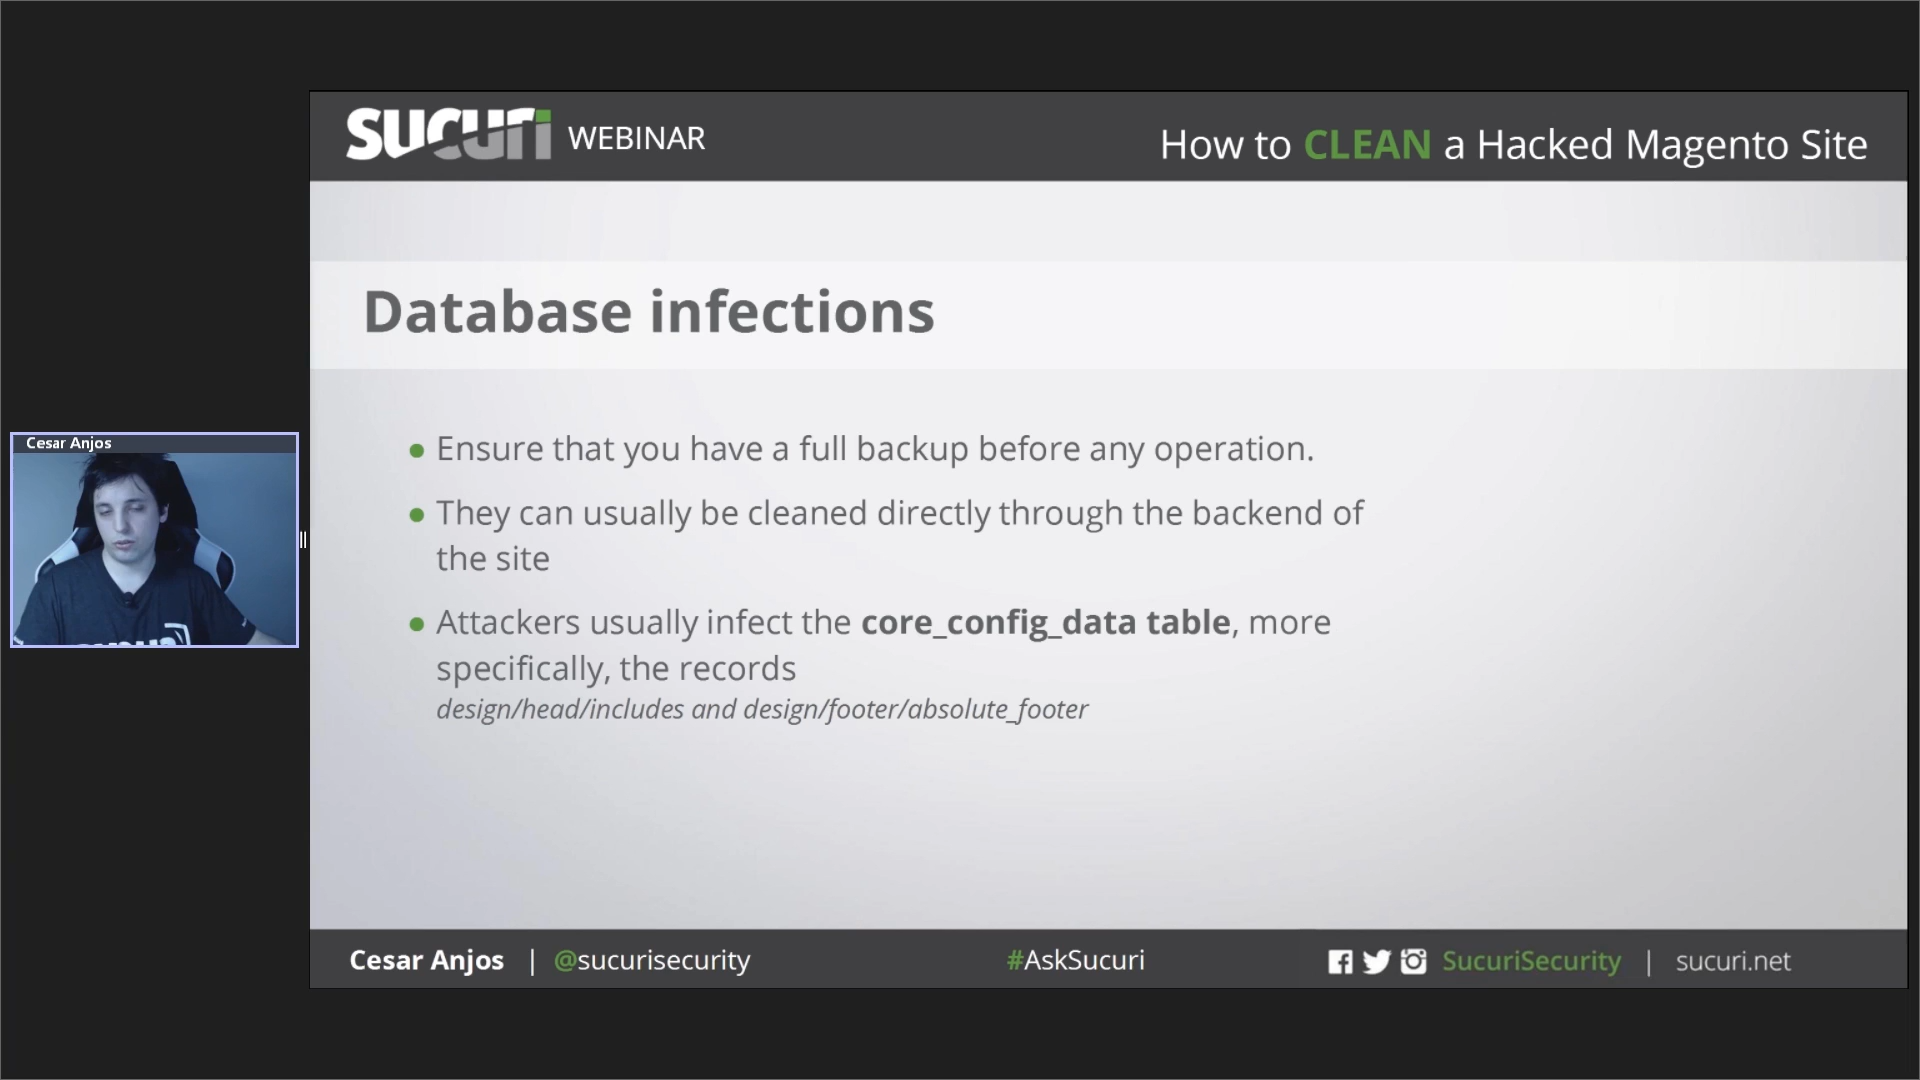 sucuri WEBINAR
How to CLEAN a Hacked Magento Site
Database infections
Cesar Anjos
• Ensure that you have a full backup before any operation.
• They can usually be cleaned directly through the backend of
the site
• Attackers usually infect the core_config_data table, more
specifically, the records
design/head/includes and design/footer/absolute_footer
Cesar Anjos | @sucurisecurity
#AskSucuri
SucuriSecurity | sucuri.net